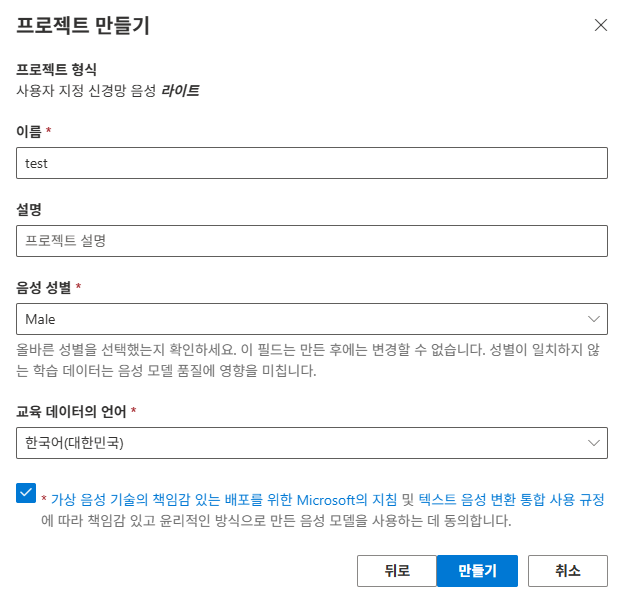 프로젝트 만들기
프로젝트 형식
사용자 지정 신경망 음성 라이트
이름 *
test
설명
프로젝트 설명
음성 성별 *
Male
올바른 성별을 선택했는지 확인하세요. 이 필드는 만든 후에는 변경할 수 없습니다. 성별이 일치하지 않
는 학습 데이터는 음성 모델 품질에 영향을 미칩니다.
교육 데이터의 언어 *
한국어(대한민국)
* 가상 음성 기술의 책임감 있는 배포를 위한 Microsoft의 지침 및 텍스트 음성 변환 통합 사용 규정
에 따라 책임감 있고 윤리적인 방식으로 만든 음성 모델을 사용하는 데 동의합니다.
뒤로 만들기 취소